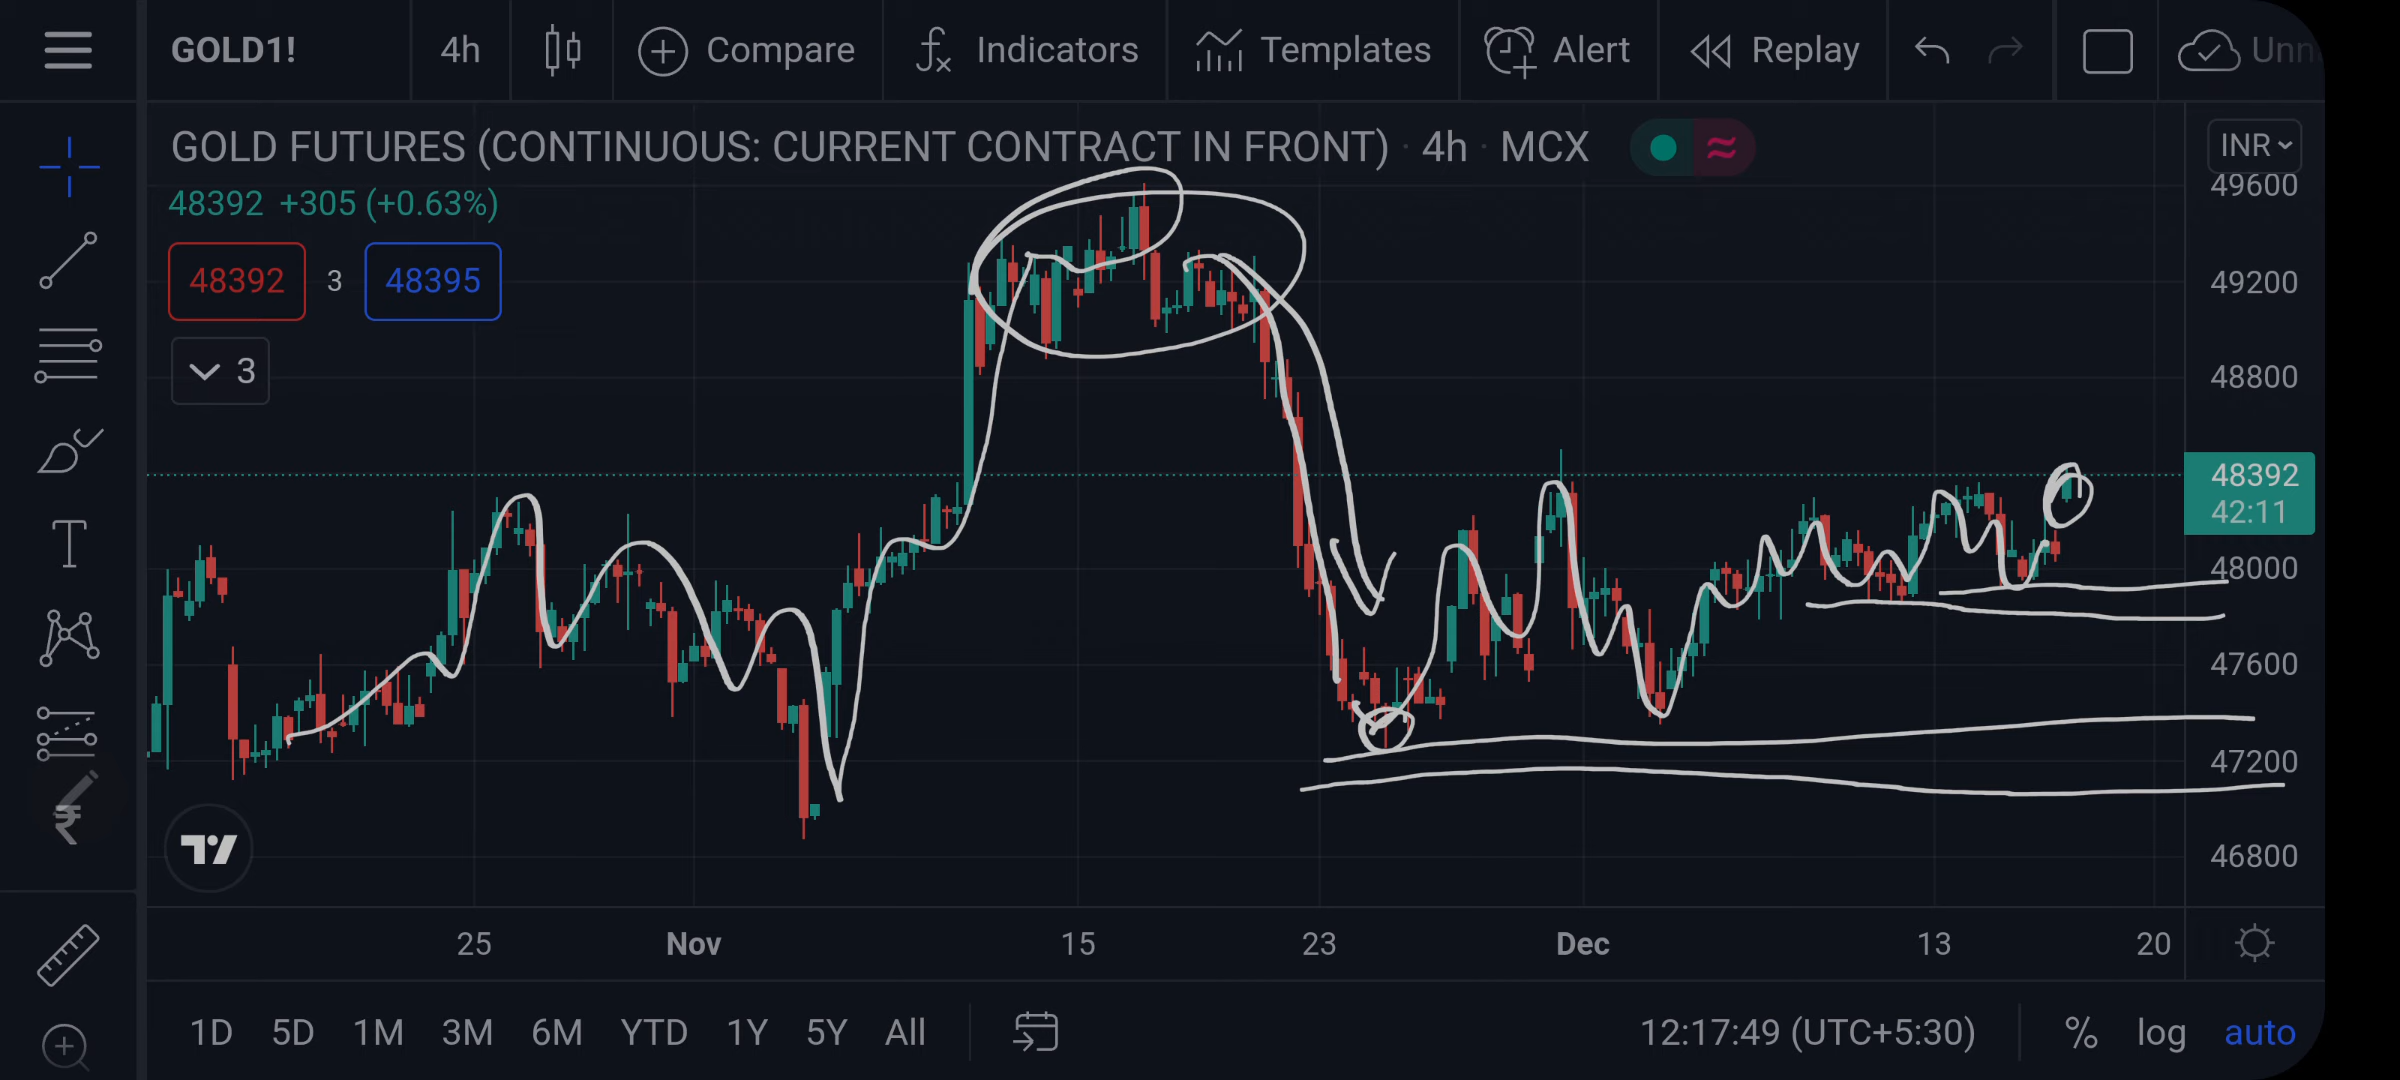 GOLD1! 4h Compare Indicators Templates Alert Replay
GOLD FUTURES (CONTINUOUS: CURRENT CONTRACT IN FRONT) · 4h · MCX INR
48392 +305 (+0.63%)
48392 3 48395
3
49600
49200
48800
48392
42:11
48000
47600
47200
46800
T
₹
25 Nov 15 23 Dec 13 20
1D 5D 1M 3M 6M YTD 1Y 5Y All 12:17:49 (UTC+5:30) % log auto